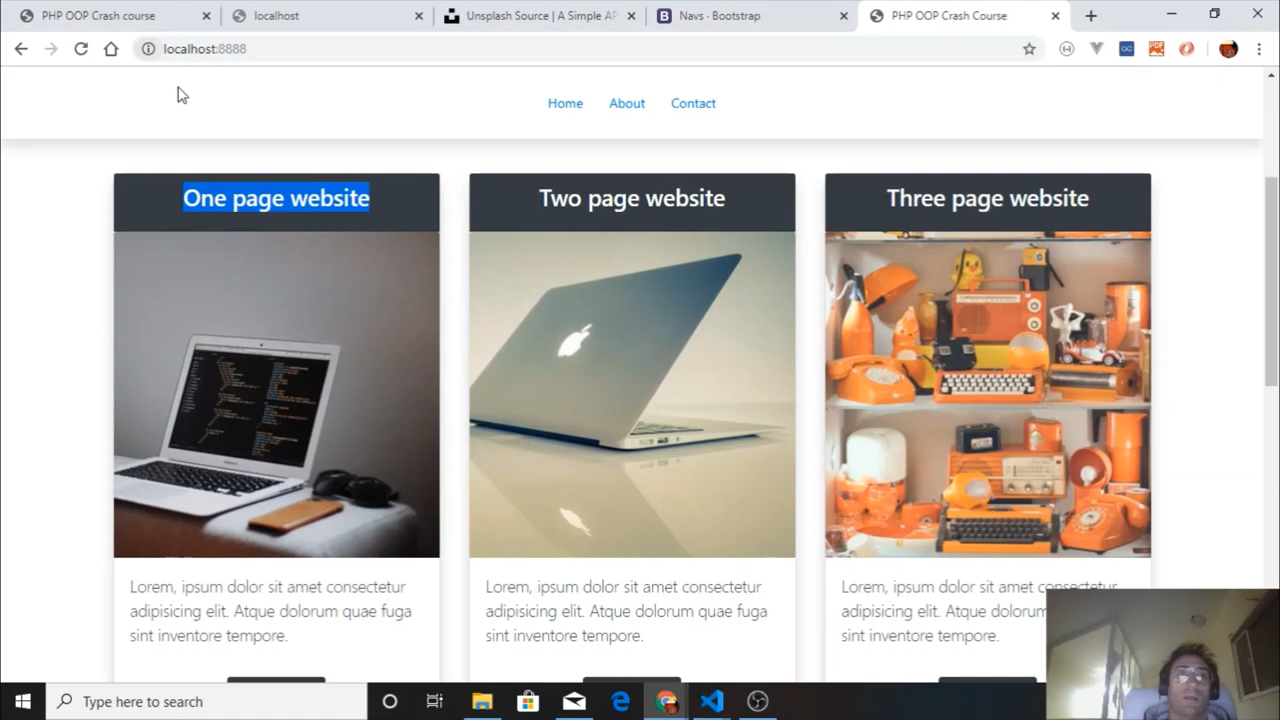 PHP OOP Crash course
localhost
Unsplash Source | A Simple AP
B Navs · Bootstrap
PHP OOP Crash Course
localhost:8888
OG
PDF
Home About Contact
One page website
Two page website
Three page website
Lorem, ipsum dolor sit amet consectetur
adipisicing elit. Atque dolorum quae fuga
sint inventore tempore.
Lorem, ipsum dolor sit amet consectetur
adipisicing elit. Atque dolorum quae fuga
sint inventore tempore.
Lorem, ipsum dolor sit amet consectetur
adipisicing elit. Atque dolorum
sint inventore tempore.
Type here to search